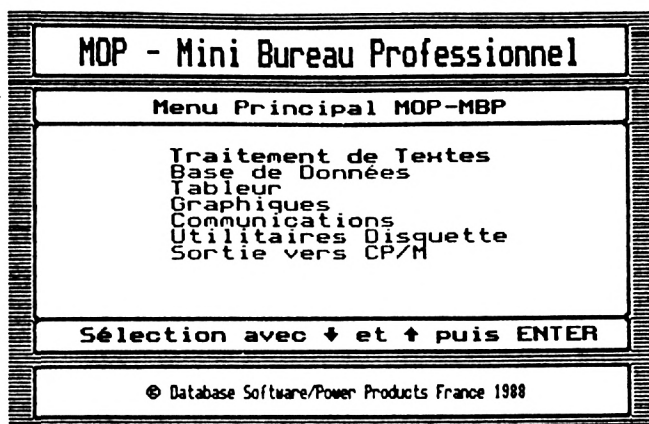 MOP - Mini Bureau Professionnel
Menu Principal MOP-MBP
Traitement de Textes
Base de Données
Tableur
Graphiques
Communications
Utilitaires Disquette
Sortie vers CP/M
Sélection avec ↓ et ↑ puis ENTER
© Database Software/Power Products France 1988